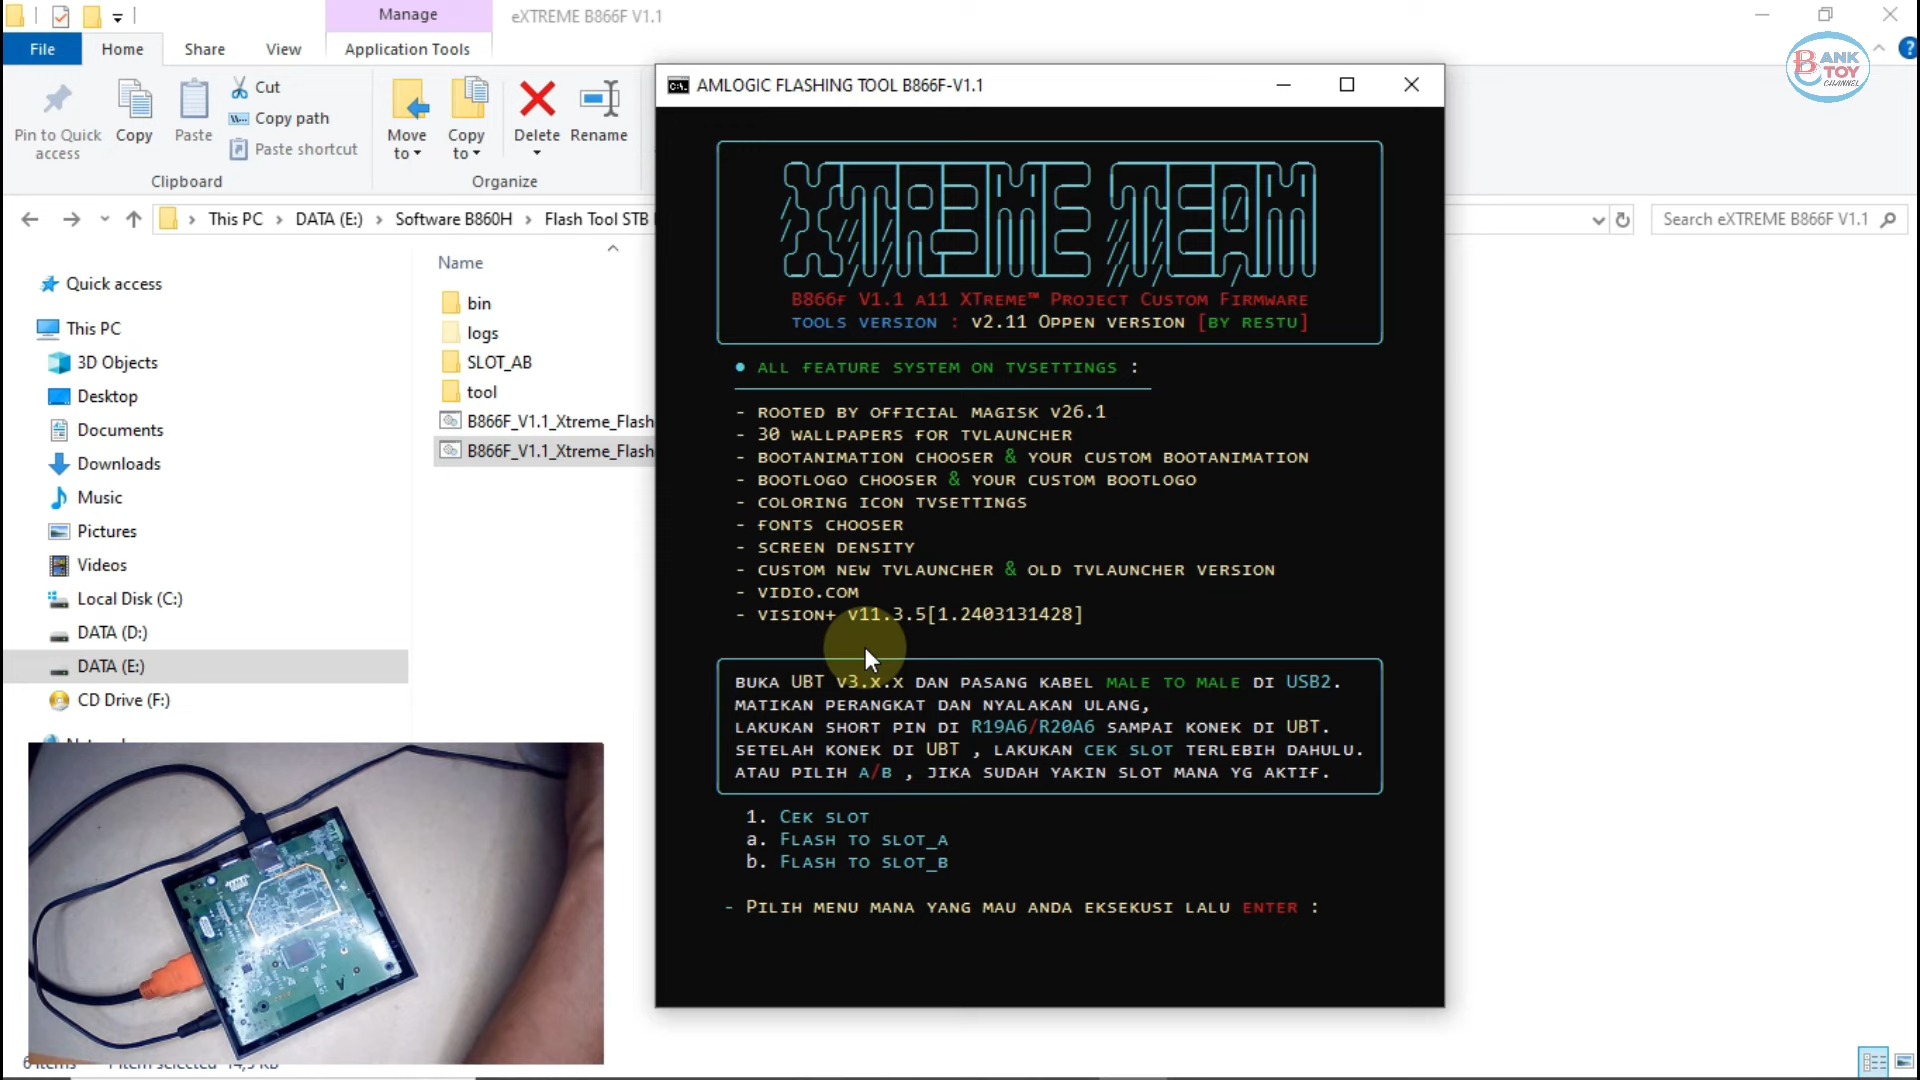 Manage
eXTREME B866F V1.1
File
Home
Share
View
Application Tools
Pin to Quick access
Copy
Paste
Cut
Copy path
Paste shortcut
Move to
Copy to
Delete
Rename
Clipboard
Organize
This PC > DATA (E:) > Software B860H > Flash Tool STB
Search eXTREME B866F V1.1
BANK TOY CHANNEL
Quick access
This PC
3D Objects
Desktop
Documents
Downloads
Music
Pictures
Videos
Local Disk (C:)
DATA (D:)
DATA (E:)
CD Drive (F:)
Name
bin
logs
SLOT_AB
tool
B866F_V1.1_Xtreme_Flash
B866F_V1.1_Xtreme_Flash
AMLOGIC FLASHING TOOL B866F-V1.1
XTREME TEAM
B866F V1.1 A11 XTREME™ PROJECT CUSTOM FIRMWARE
TOOLS VERSION : V2.11 OPPEN VERSION [BY RESTU]
● ALL FEATURE SYSTEM ON TVSETTINGS :
- ROOTED BY OFFICIAL MAGISK V26.1
- 30 WALLPAPERS FOR TVLAUNCHER
- BOOTANIMATION CHOOSER & YOUR CUSTOM BOOTANIMATION
- BOOTLOGO CHOOSER & YOUR CUSTOM BOOTLOGO
- COLORING ICON TVSETTINGS
- FONTS CHOOSER
- SCREEN DENSITY
- CUSTOM NEW TVLAUNCHER & OLD TVLAUNCHER VERSION
- VIDIO.COM
- VISION+ V11.3.5[1.2403131428]
BUKA UBT V3.X.X DAN PASANG KABEL MALE TO MALE DI USB2.
MATIKAN PERANGKAT DAN NYALAKAN ULANG,
LAKUKAN SHORT PIN DI R19A6/R20A6 SAMPAI KONEK DI UBT.
SETELAH KONEK DI UBT , LAKUKAN CEK SLOT TERLEBIH DAHULU.
ATAU PILIH A/B , JIKA SUDAH YAKIN SLOT MANA YG AKTIF.
1. CEK SLOT
a. FLASH TO SLOT_A
b. FLASH TO SLOT_B
- PILIH MENU MANA YANG MAU ANDA EKSEKUSI LALU ENTER :